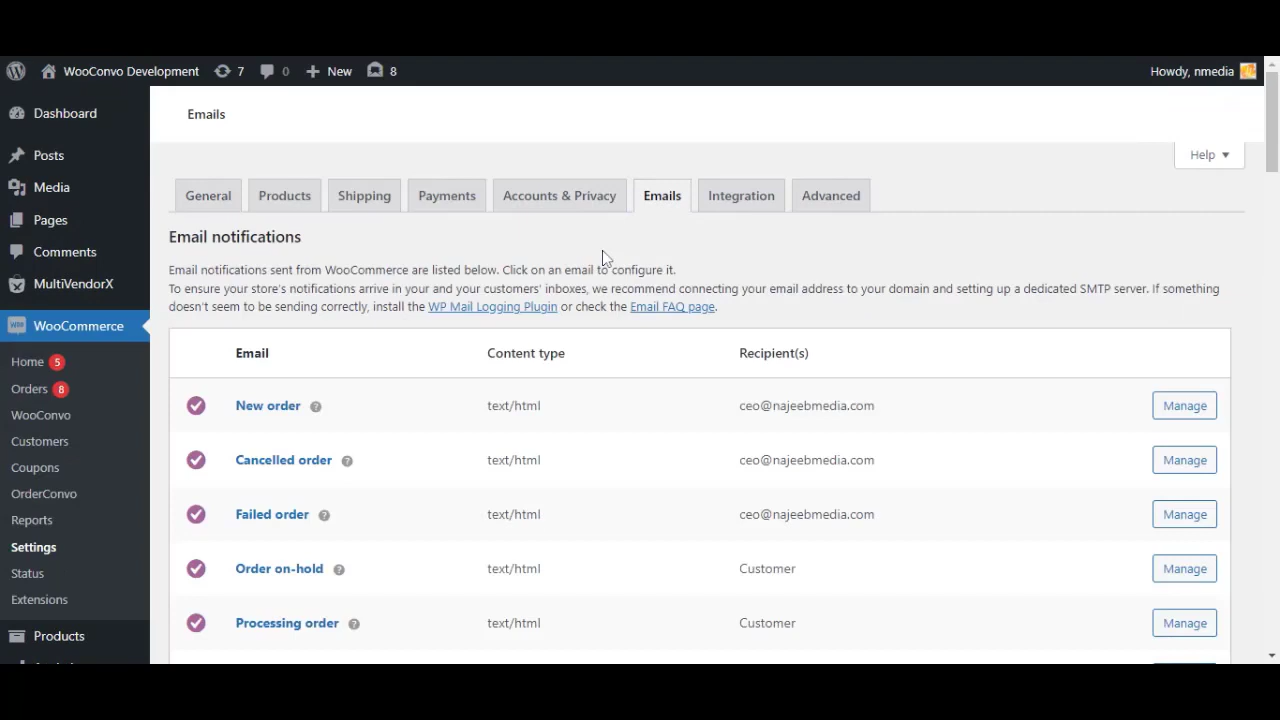 WooConvo Development 7 0 New 8 Howdy, nmedia
Dashboard
Posts
Media
Pages
Comments
MultiVendorX
WooCommerce
Home 5
Orders 8
WooConvo
Customers
Coupons
OrderConvo
Reports
Settings
Status
Extensions
Products
Emails
Help
General Products Shipping Payments Accounts & Privacy Emails Integration Advanced
Email notifications
Email notifications sent from WooCommerce are listed below. Click on an email to configure it.
To ensure your store's notifications arrive in your and your customers' inboxes, we recommend connecting your email address to your domain and setting up a dedicated SMTP server. If something
doesn't seem to be sending correctly, install the WP Mail Logging Plugin or check the Email FAQ page.
Email Content type Recipient(s)
New order ? text/html ceo@najeebmedia.com Manage
Cancelled order ? text/html ceo@najeebmedia.com Manage
Failed order ? text/html ceo@najeebmedia.com Manage
Order on-hold ? text/html Customer Manage
Processing order ? text/html Customer Manage